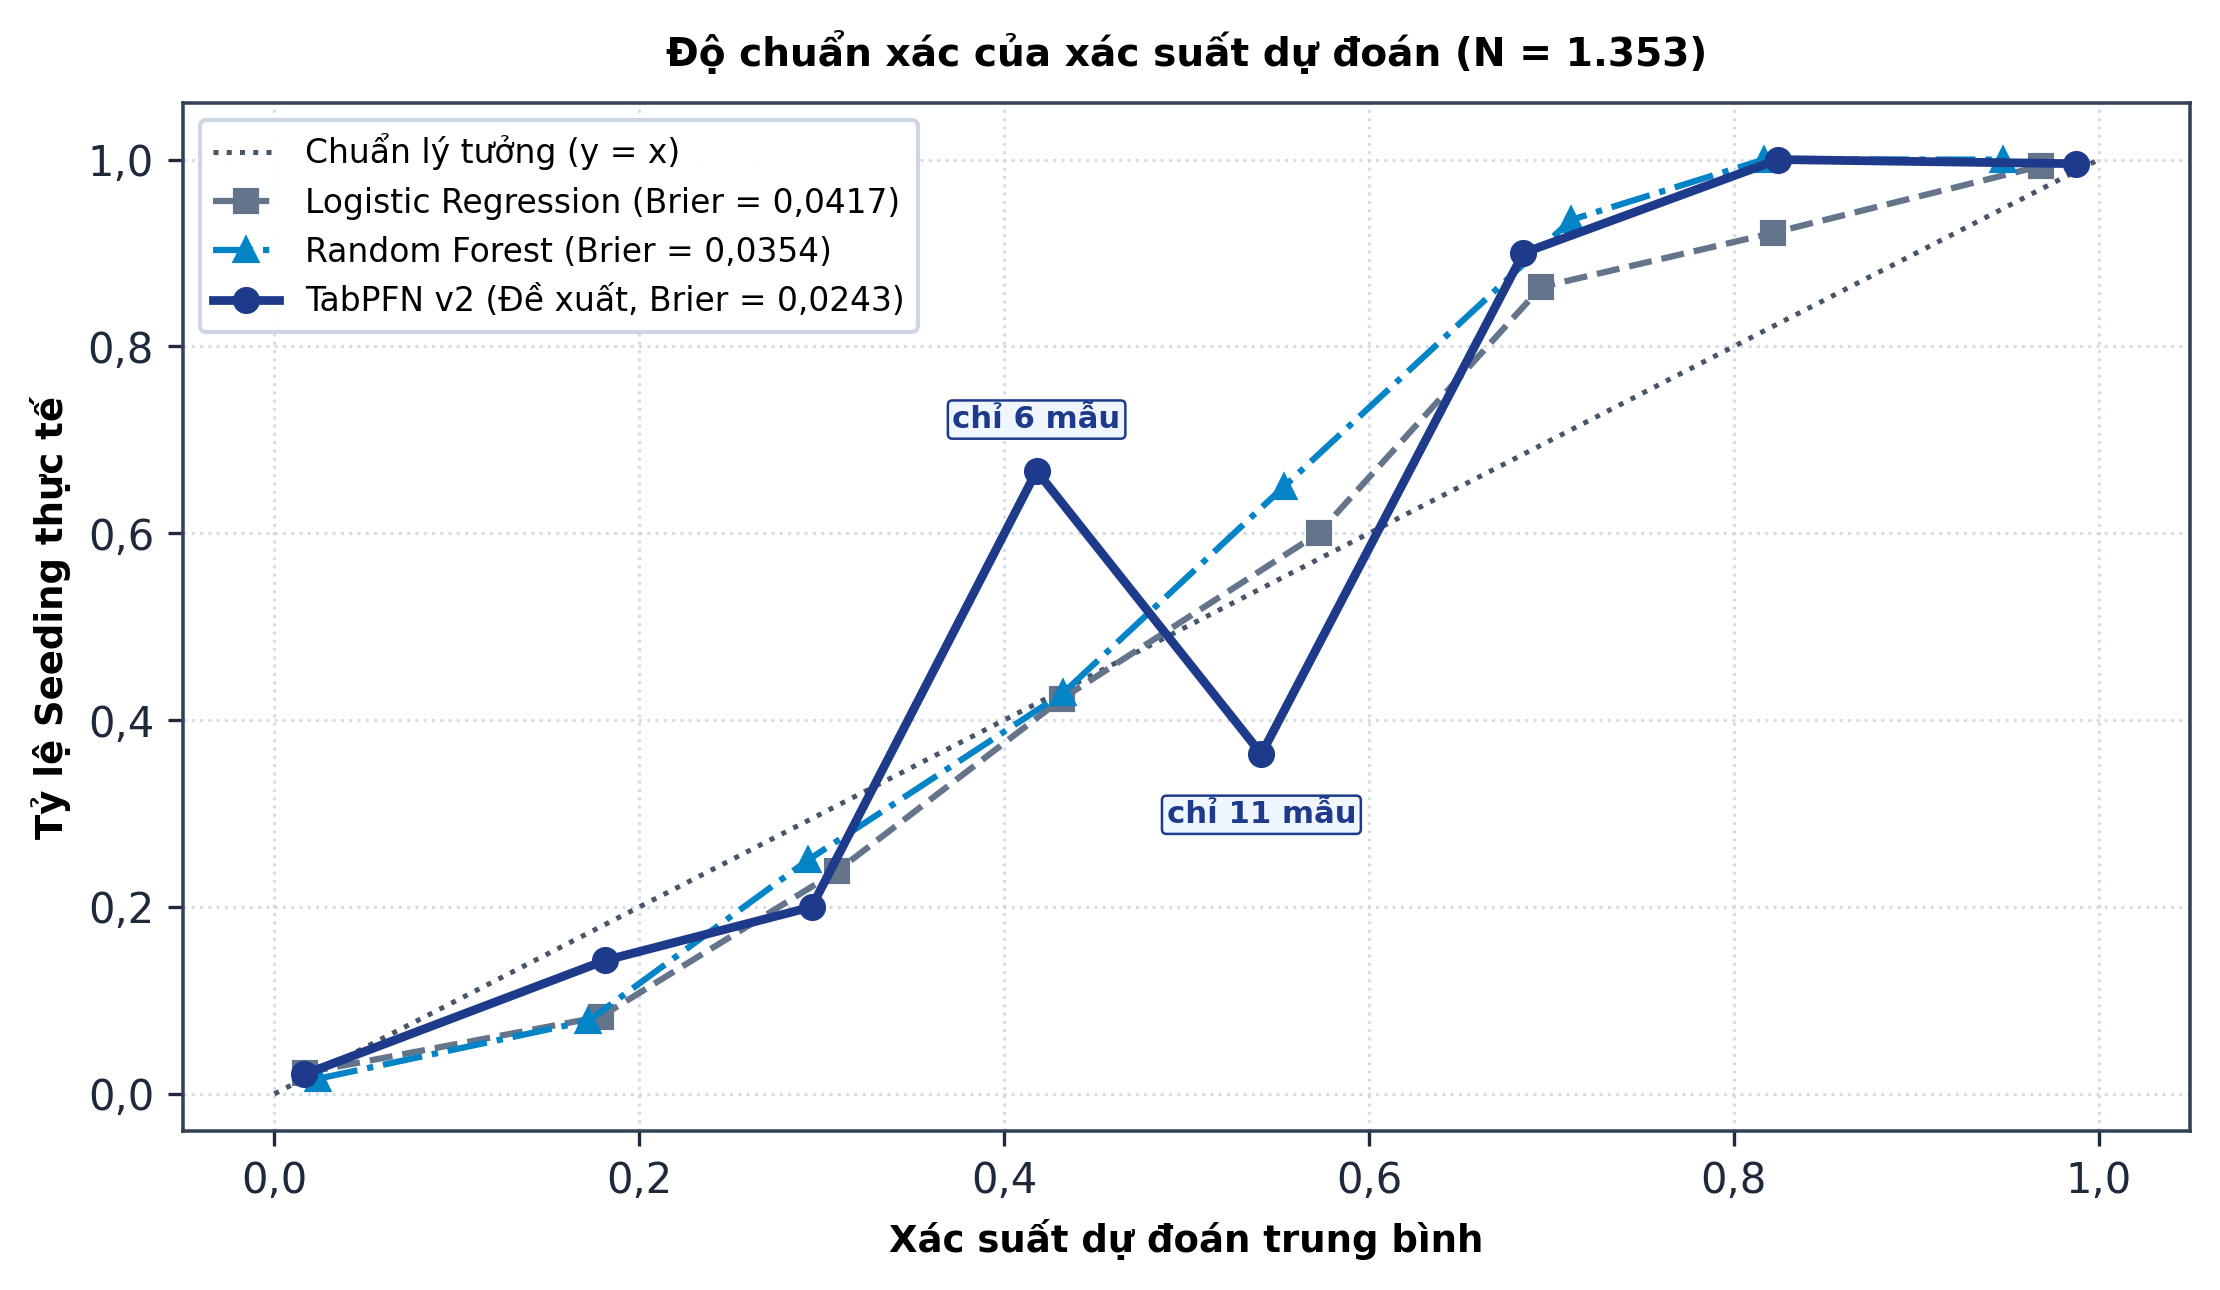 Độ chuẩn xác của xác suất dự đoán (N = 1.353)
Chuẩn lý tưởng (y = x)
Logistic Regression (Brier = 0,0417)
Random Forest (Brier = 0,0354)
TabPFN v2 (Đề xuất, Brier = 0,0243)
Tỷ lệ Seeding thực tế
1,0
0,8
0,6
0,4
0,2
0,0
chỉ 6 mẫu
chỉ 11 mẫu
0,0
0,2
0,4
0,6
0,8
1,0
Xác suất dự đoán trung bình